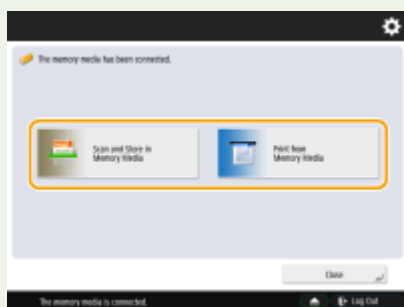 The memory media has been connected.
Scan and Store in
Memory Media
Print from
Memory Media
Close
The memory media is connected.
Log Out